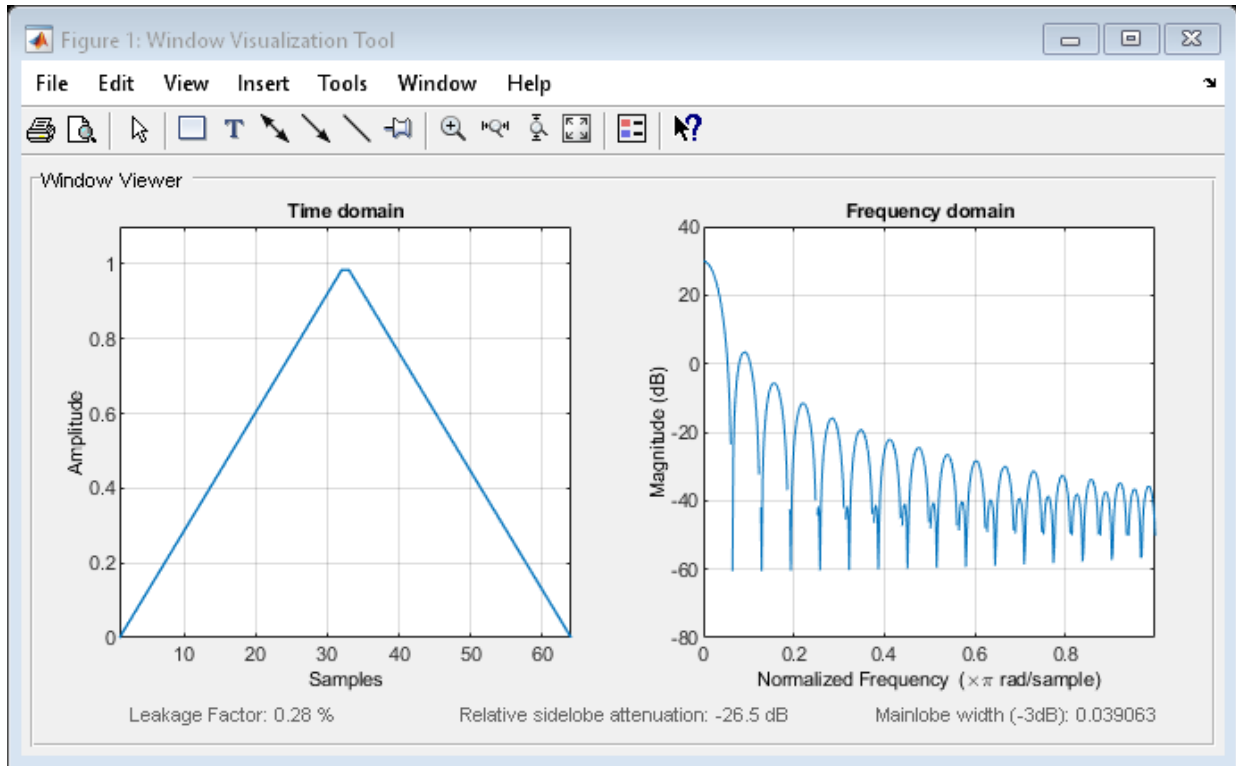 Figure 1: Window Visualization Tool
File Edit View Insert Tools Window Help
T
?
Window Viewer
Time domain
1
0.8
0.6
0.4
0.2
0
10 20 30 40 50 60
Amplitude
Samples
Frequency domain
40
20
0
-20
-40
-60
-80
0 0.2 0.4 0.6 0.8
Magnitude (dB)
Normalized Frequency (×π rad/sample)
Leakage Factor: 0.28 %
Relative sidelobe attenuation: -26.5 dB
Mainlobe width (-3dB): 0.039063